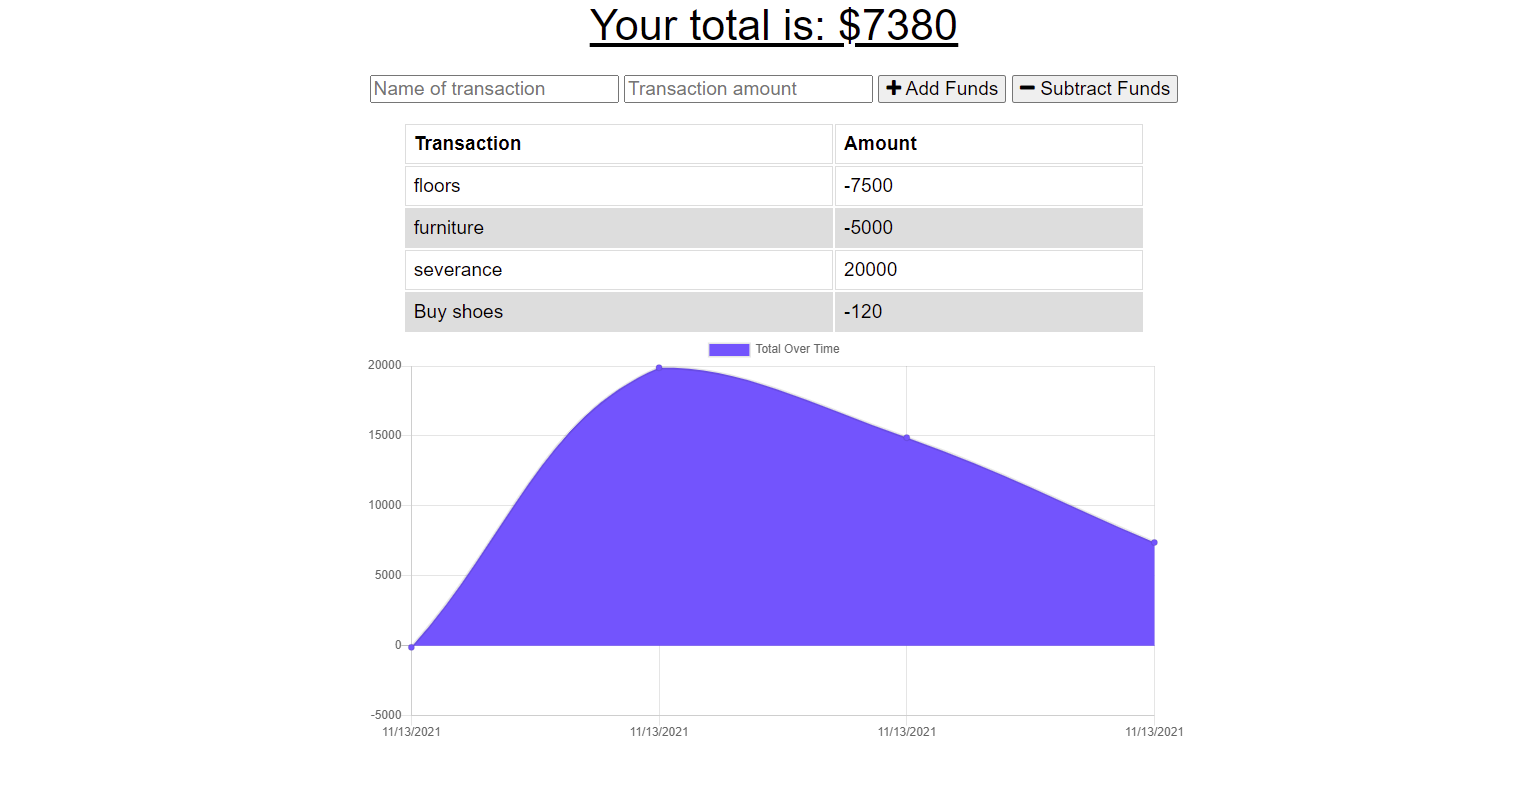 Your total is: $7380
Name of transaction Transaction amount Add Funds Subtract Funds
Transaction Amount
floors -7500
furniture -5000
severance 20000
Buy shoes -120
Total Over Time
20000
15000
10000
5000
0
-5000
11/13/2021 11/13/2021 11/13/2021 11/13/2021